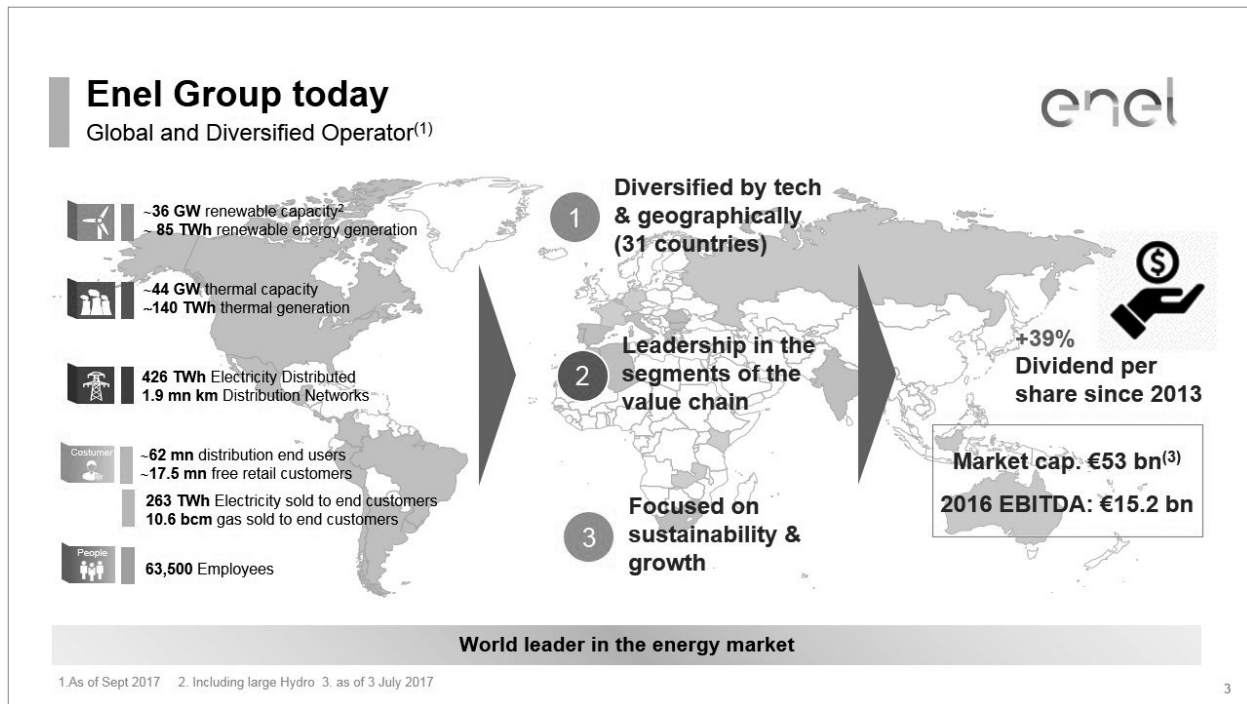 Enel Group today
Global and Diversified Operator(1)
enel
~36 GW renewable capacity²
~ 85 TWh renewable energy generation
~44 GW thermal capacity
~140 TWh thermal generation
426 TWh Electricity Distributed
1.9 mn km Distribution Networks
Costumer
~62 mn distribution end users
~17.5 mn free retail customers
263 TWh Electricity sold to end customers
10.6 bcm gas sold to end customers
People
63,500 Employees
1
Diversified by tech
& geographically
(31 countries)
2
Leadership in the
segments of the
value chain
3
Focused on
sustainability &
growth
$
+39%
Dividend per
share since 2013
Market cap. €53 bn(3)
2016 EBITDA: €15.2 bn
World leader in the energy market
1.As of Sept 2017 2. Including large Hydro 3. as of 3 July 2017
3